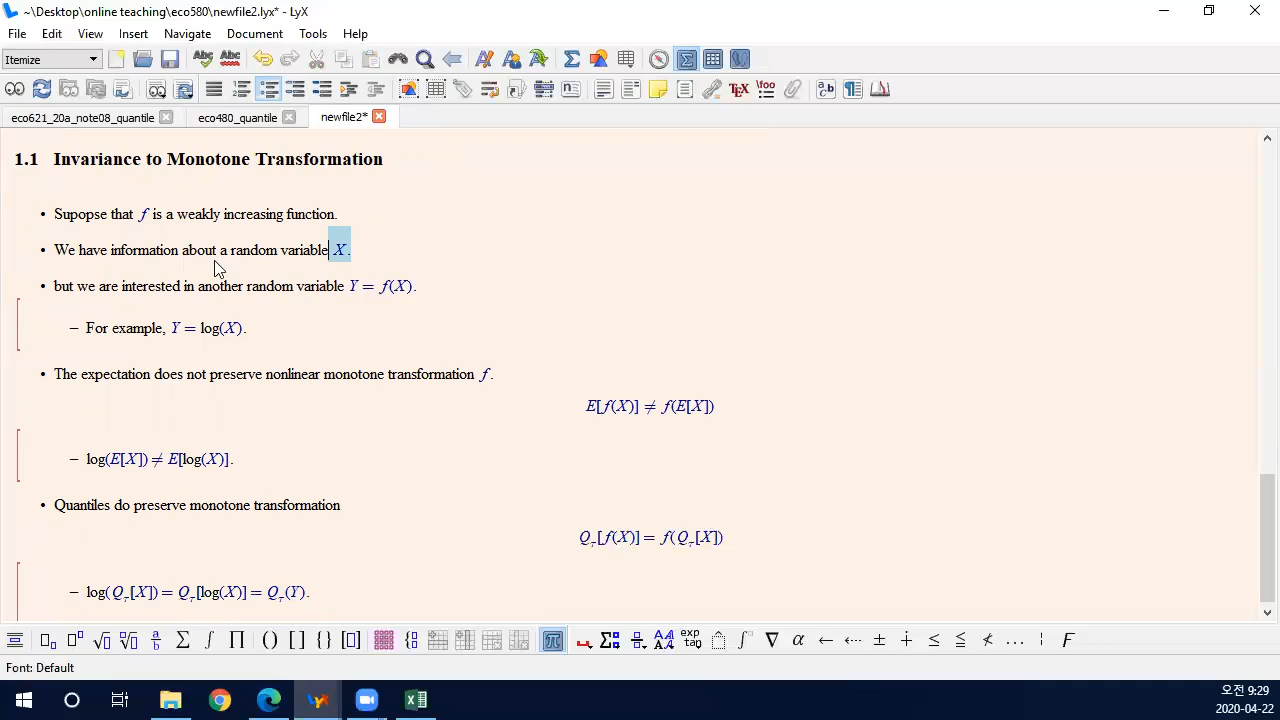 ~\Desktop\online teaching\eco580\newfile2.lyx* - LyX
File Edit View Insert Navigate Document Tools Help
Itemize
eco621_20a_note08_quantile eco480_quantile newfile2*
1.1 Invariance to Monotone Transformation
• Supopse that f is a weakly increasing function.
• We have information about a random variable X.
• but we are interested in another random variable Y = f(X).
– For example, Y = log(X).
• The expectation does not preserve nonlinear monotone transformation f.
E[f(X)] ≠ f(E[X])
– log(E[X]) ≠ E[log(X)].
• Quantiles do preserve monotone transformation
Q_τ[f(X)] = f(Q_τ[X])
– log(Q_τ[X]) = Q_τ[log(X)] = Q_τ(Y).
Font: Default
오전 9:29
2020-04-22